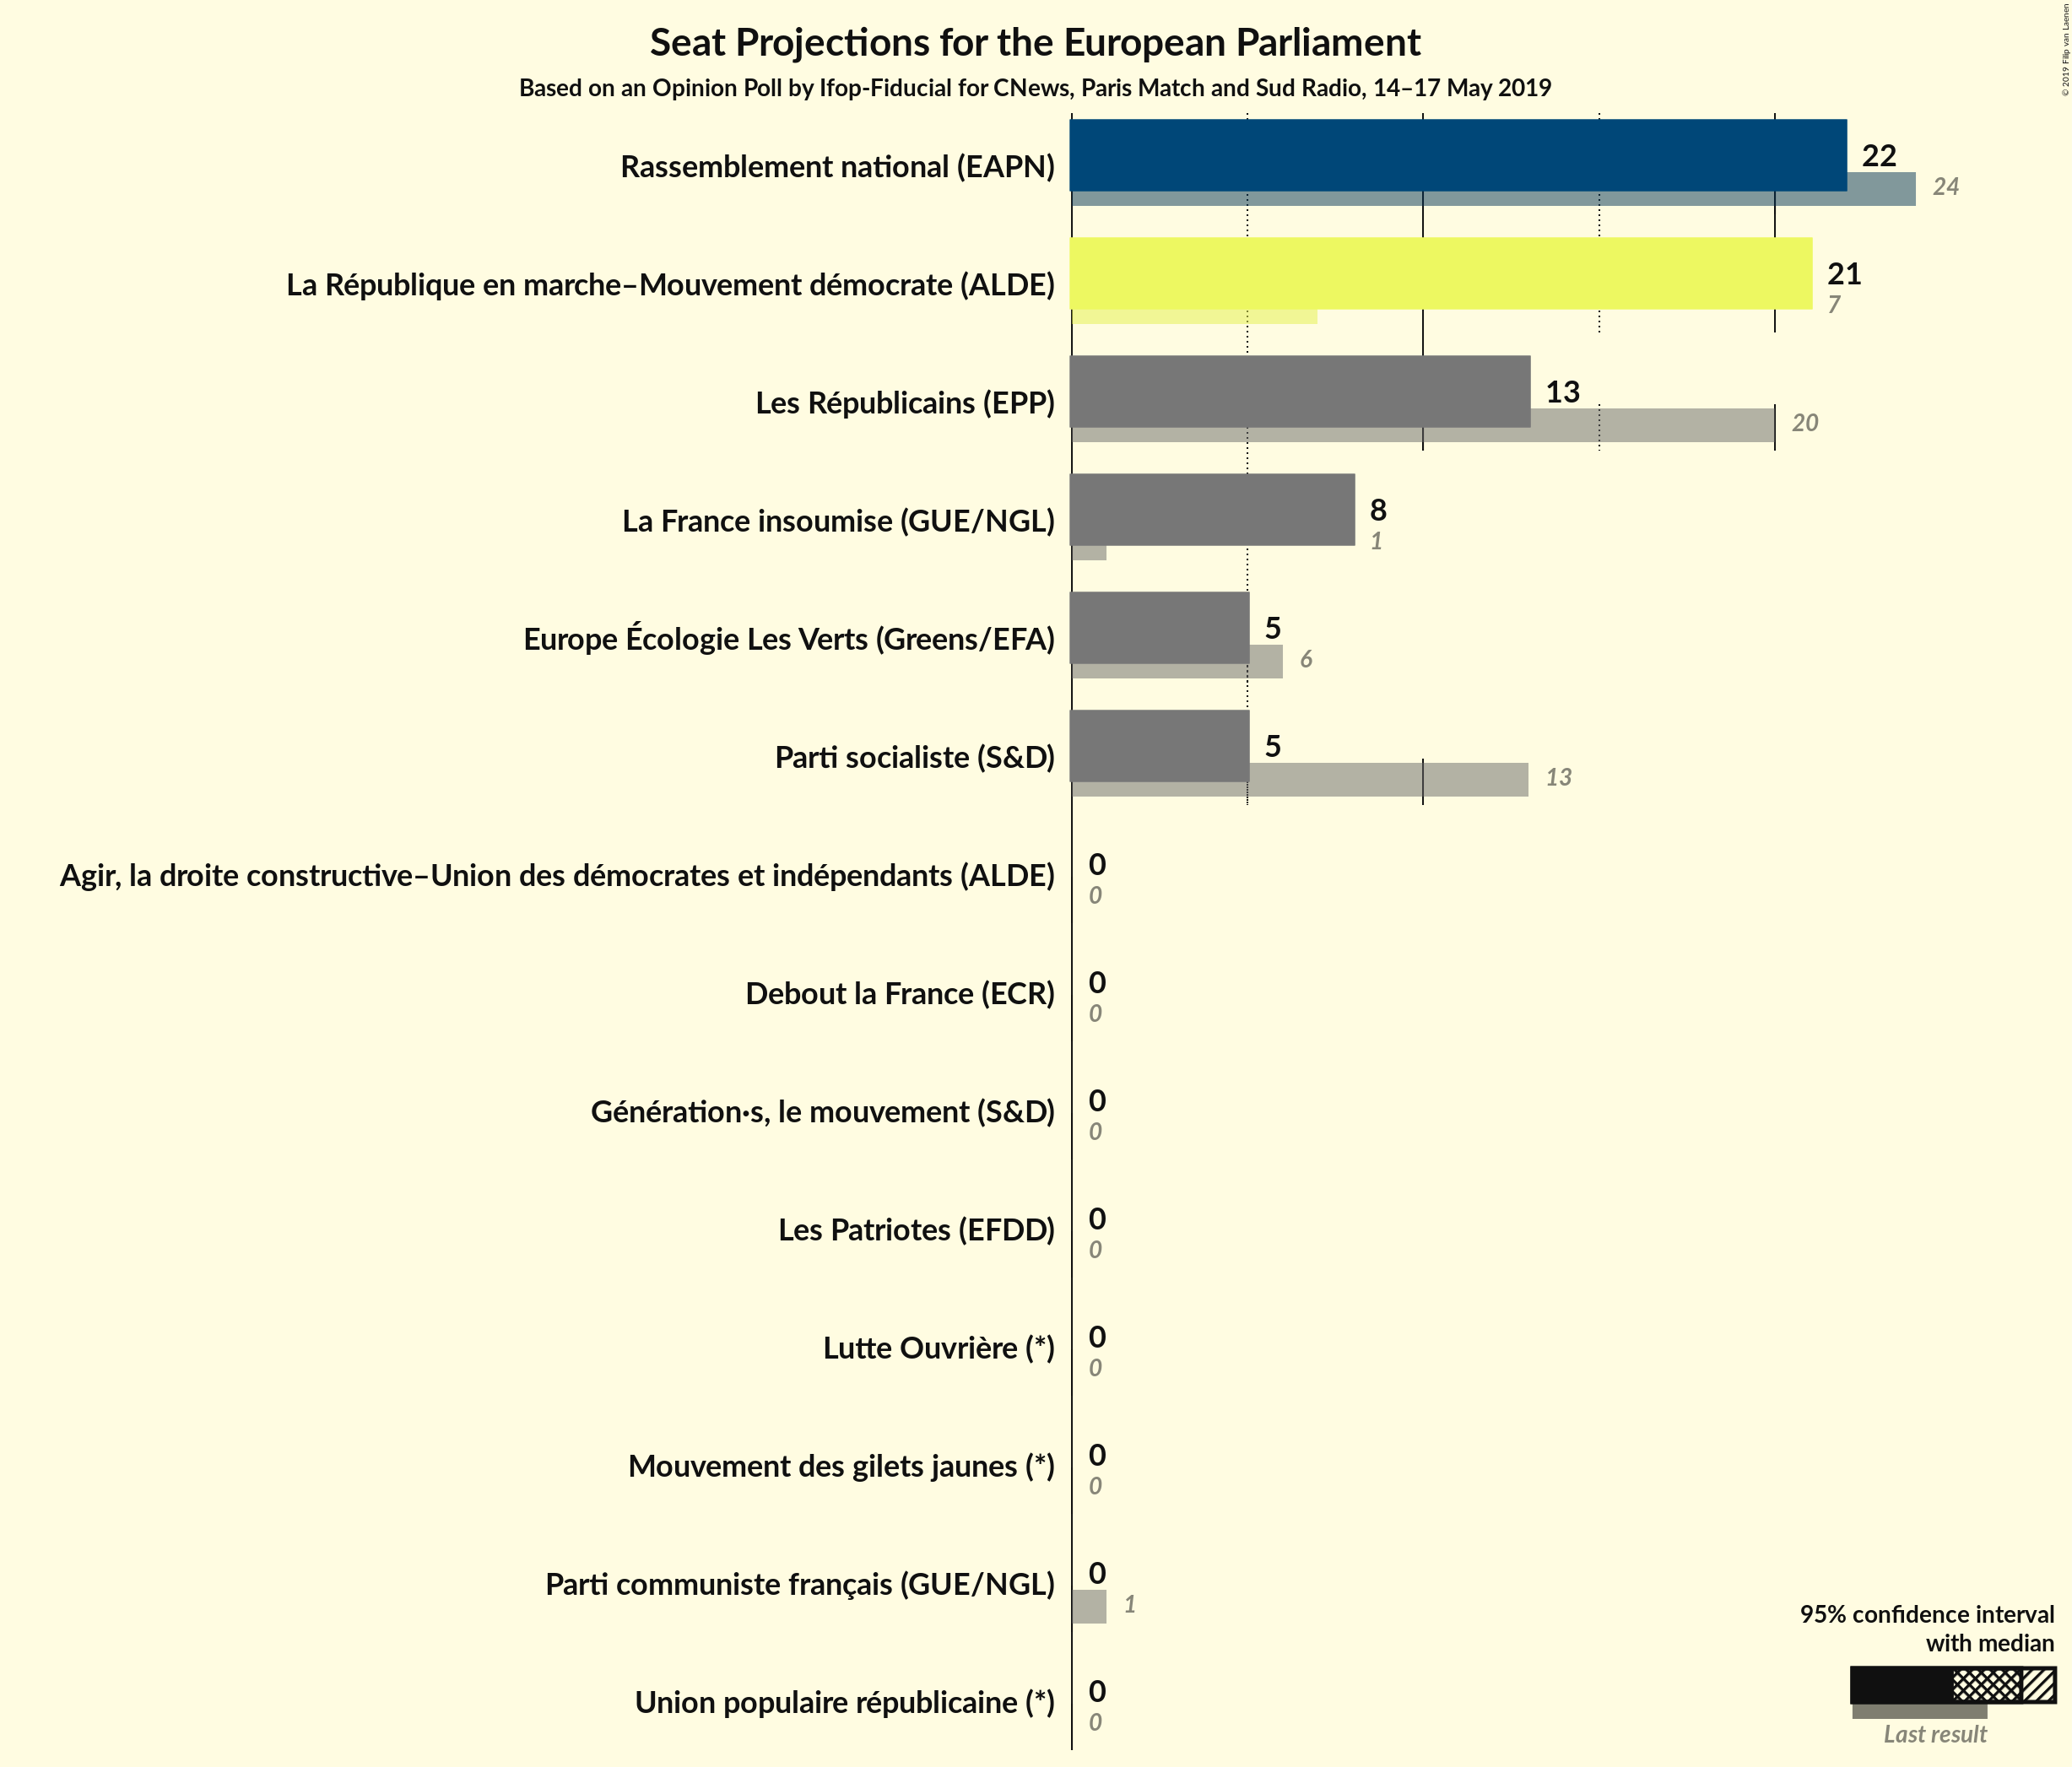 Seat Projections for the European Parliament
Based on an Opinion Poll by Ifop-Fiducial for CNews, Paris Match and Sud Radio, 14–17 May 2019
© 2019 Filip van Laenen
Rassemblement national (EAPN)
22
24
La République en marche–Mouvement démocrate (ALDE)
21
7
Les Républicains (EPP)
13
20
La France insoumise (GUE/NGL)
8
1
Europe Écologie Les Verts (Greens/EFA)
5
6
Parti socialiste (S&D)
5
13
Agir, la droite constructive–Union des démocrates et indépendants (ALDE)
0
0
Debout la France (ECR)
0
0
Génération·s, le mouvement (S&D)
0
0
Les Patriotes (EFDD)
0
0
Lutte Ouvrière (*)
0
0
Mouvement des gilets jaunes (*)
0
0
Parti communiste français (GUE/NGL)
0
1
Union populaire républicaine (*)
0
0
95% confidence interval
with median
Last result